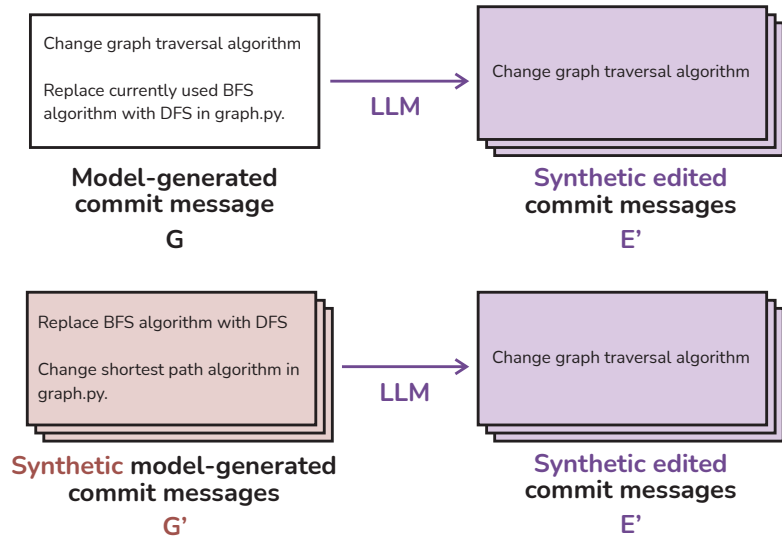 Change graph traversal algorithm
Replace currently used BFS
algorithm with DFS in graph.py.
LLM
Change graph traversal algorithm
Model-generated
commit message
G
Synthetic edited
commit messages
E’
Replace BFS algorithm with DFS
Change shortest path algorithm in
graph.py.
LLM
Change graph traversal algorithm
Synthetic model-generated
commit messages
G’
Synthetic edited
commit messages
E’